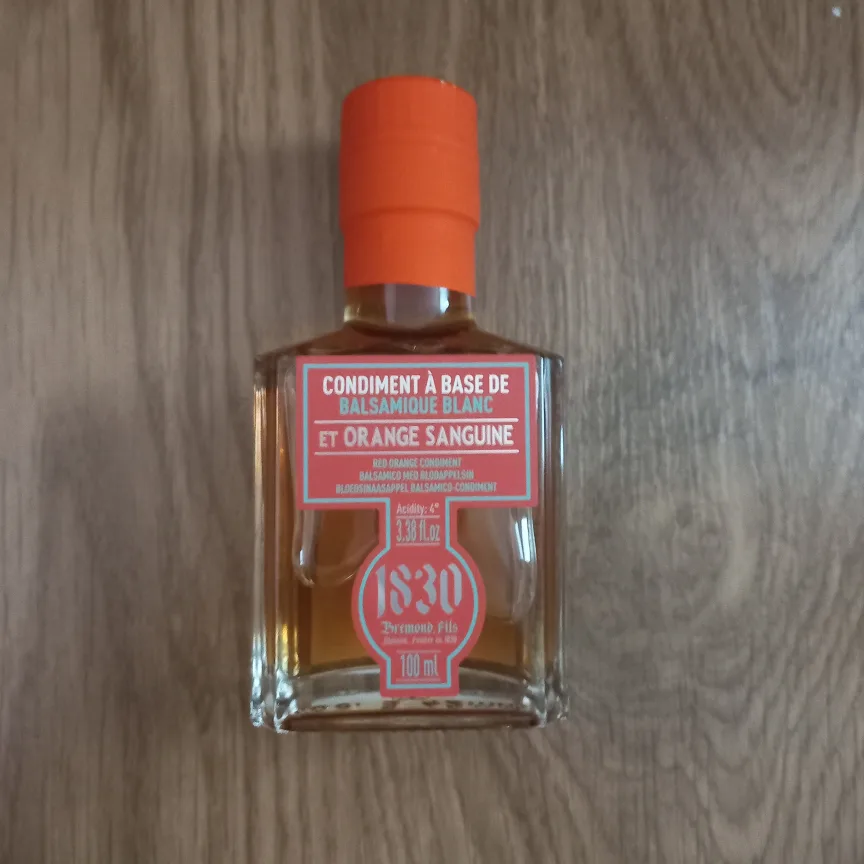 CONDIMENT À BASE DE
BALSAMIQUE BLANC
ET ORANGE SANGUINE
RED ORANGE CONDIMENT
BALSAMICO MED BLODAPPELSIN
BLOEDSINAASAPPEL BALSAMICO-CONDIMENT
Acidity: 4°
3.38 fl.oz
1830
Bremond, Fils
100 ml